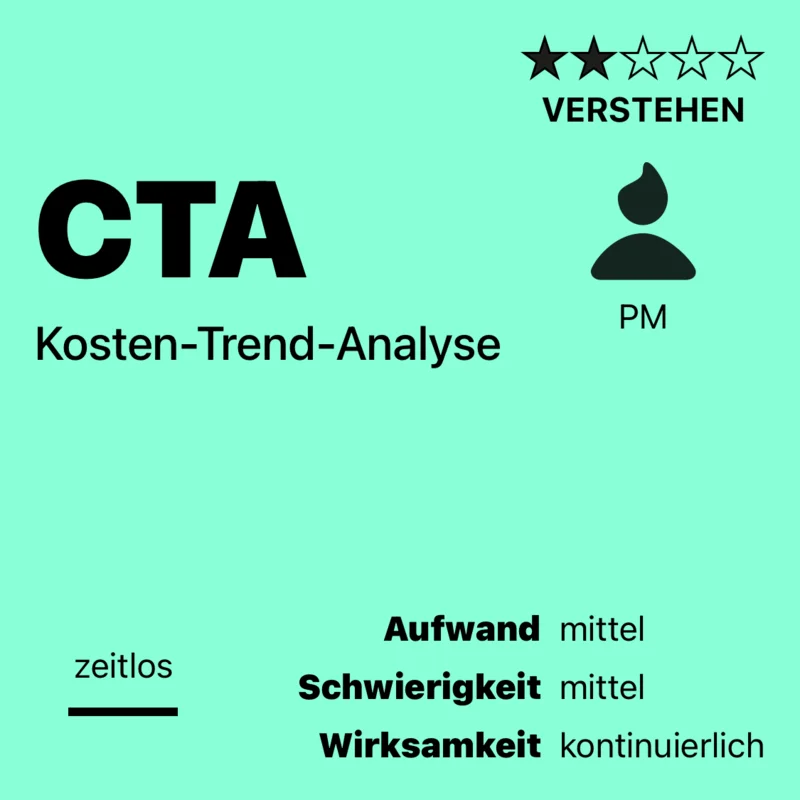 ★★☆☆☆
VERSTEHEN
CTA
Kosten-Trend-Analyse
PM
zeitlos
Aufwand mittel
Schwierigkeit mittel
Wirksamkeit kontinuierlich